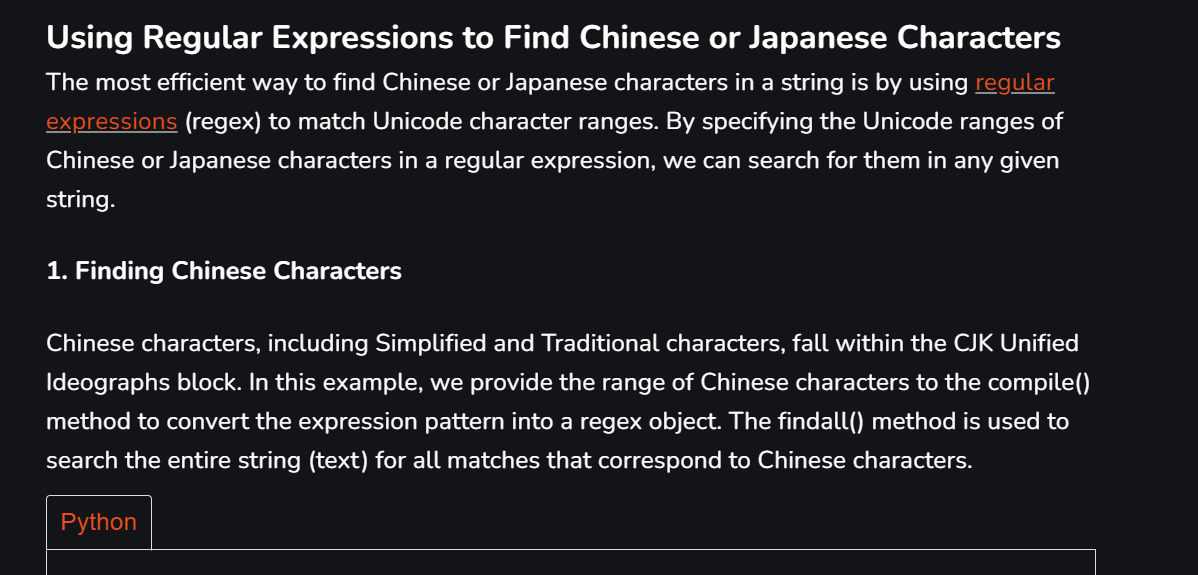 Using Regular Expressions to Find Chinese or Japanese Characters
The most efficient way to find Chinese or Japanese characters in a string is by using regular
expressions (regex) to match Unicode character ranges. By specifying the Unicode ranges of
Chinese or Japanese characters in a regular expression, we can search for them in any given
string.
1. Finding Chinese Characters
Chinese characters, including Simplified and Traditional characters, fall within the CJK Unified
Ideographs block. In this example, we provide the range of Chinese characters to the compile()
method to convert the expression pattern into a regex object. The findall() method is used to
search the entire string (text) for all matches that correspond to Chinese characters.
Python